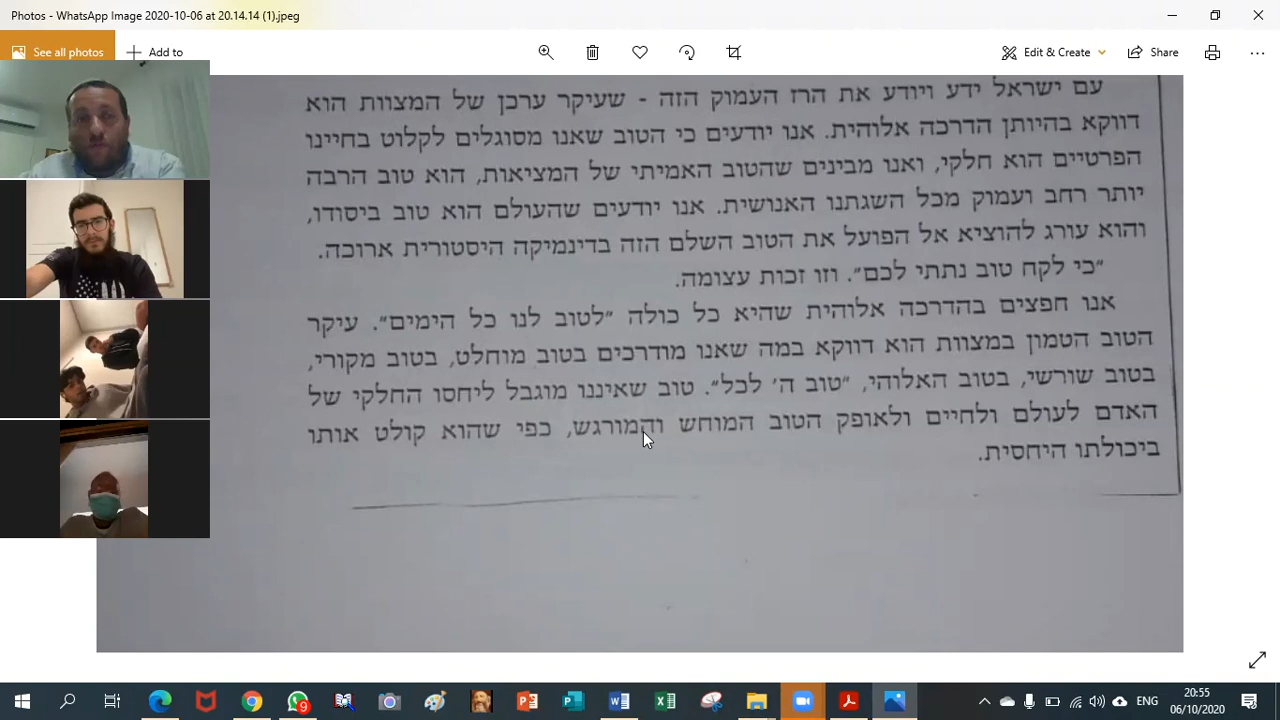 Photos - WhatsApp Image 2020-10-06 at 20.14.14 (1).jpeg
See all photos
Add to
Edit & Create
Share
עם ישראל ידע ויודע את הרז העמוק הזה - שעיקר ערכן של המצוות הוא
דווקא בהיותן הדרכה אלוהית. אנו יודעים כי הטוב שאנו מסוגלים לקלוט בחיינו
הפרטיים הוא חלקי, ואנו מבינים שהטוב האמיתי של המציאות, הוא טוב הרבה
יותר רחב ועמוק מכל השגתנו האנושית. אנו יודעים שהעולם הוא טוב ביסודו,
והוא עורג להוציא אל הפועל את הטוב השלם הזה בדינמיקה היסטורית ארוכה.
"כי לקח טוב נתתי לכם". וזו זכות עצומה.
אנו חפצים בהדרכה אלוהית שהיא כל כולה "לטוב לנו כל הימים". עיקר
הטוב הטמון במצוות הוא דווקא במה שאנו מודרכים בטוב מוחלט, בטוב מקורי,
בטוב שורשי, בטוב האלוהי, "טוב ה' לכל". טוב שאיננו מוגבל ליחסו החלקי של
האדם לעולם ולחיים ולאופק הטוב המוחש והמורגש, כפי שהוא קולט אותו
ביכולתו היחסית.
9
ENG
20:55
06/10/2020